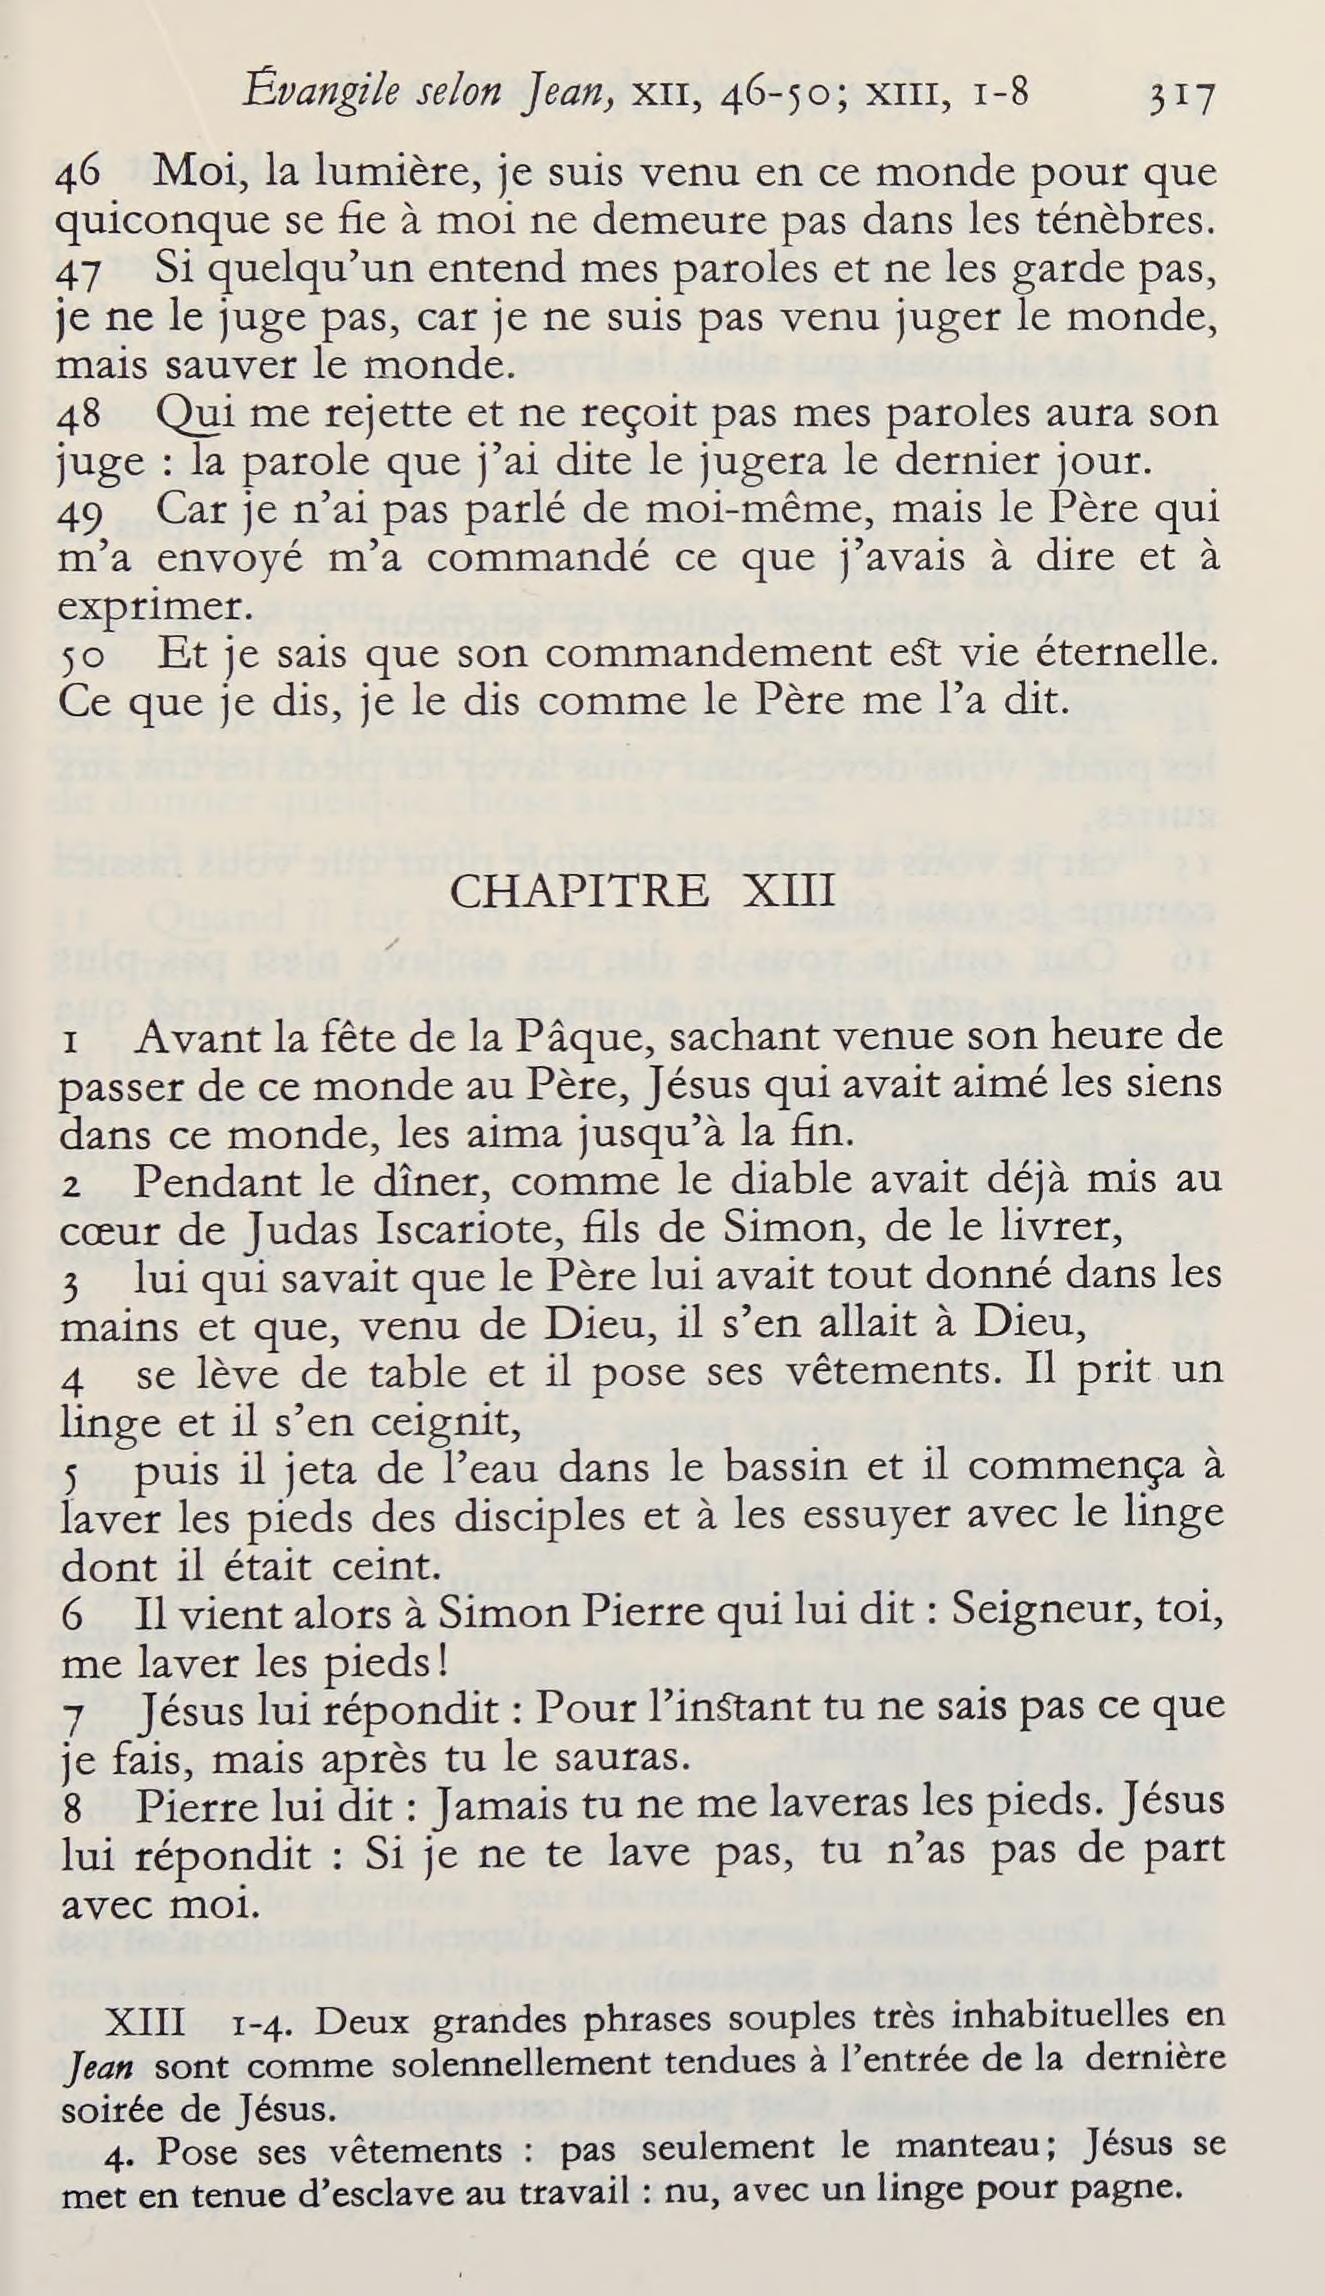 Évangile selon Jean, XII, 46-50; XIII, 1-8 317
46 Moi, la lumière, je suis venu en ce monde pour que
quiconque se fie à moi ne demeure pas dans les ténèbres.
47 Si quelqu’un entend mes paroles et ne les garde pas,
je ne le juge pas, car je ne suis pas venu juger le monde,
mais sauver le monde.
48 Qui me rejette et ne reçoit pas mes paroles aura son
juge : la parole que j’ai dite le jugera le dernier jour.
49 Car je n’ai pas parlé de moi-même, mais le Père qui
m’a envoyé m’a commandé ce que j’avais à dire et à
exprimer.
50 Et je sais que son commandement est vie éternelle.
Ce que je dis, je le dis comme le Père me l’a dit.
CHAPITRE XIII
1 Avant la fête de la Pâque, sachant venue son heure de
passer de ce monde au Père, Jésus qui avait aimé les siens
dans ce monde, les aima jusqu’à la fin.
2 Pendant le dîner, comme le diable avait déjà mis au
cœur de Judas Iscariote, fils de Simon, de le livrer,
3 lui qui savait que le Père lui avait tout donné dans les
mains et que, venu de Dieu, il s’en allait à Dieu,
4 se lève de table et il pose ses vêtements. Il prit un
linge et il s’en ceignit,
5 puis il jeta de l’eau dans le bassin et il commença à
laver les pieds des disciples et à les essuyer avec le linge
dont il était ceint.
6 Il vient alors à Simon Pierre qui lui dit : Seigneur, toi,
me laver les pieds!
7 Jésus lui répondit : Pour l’instant tu ne sais pas ce que
je fais, mais après tu le sauras.
8 Pierre lui dit : Jamais tu ne me laveras les pieds. Jésus
lui répondit : Si je ne te lave pas, tu n’as pas de part
avec moi.
XIII 1-4. Deux grandes phrases souples très inhabituelles en
Jean sont comme solennellement tendues à l’entrée de la dernière
soirée de Jésus.
4. Pose ses vêtements : pas seulement le manteau; Jésus se
met en tenue d’esclave au travail : nu, avec un linge pour pagne.